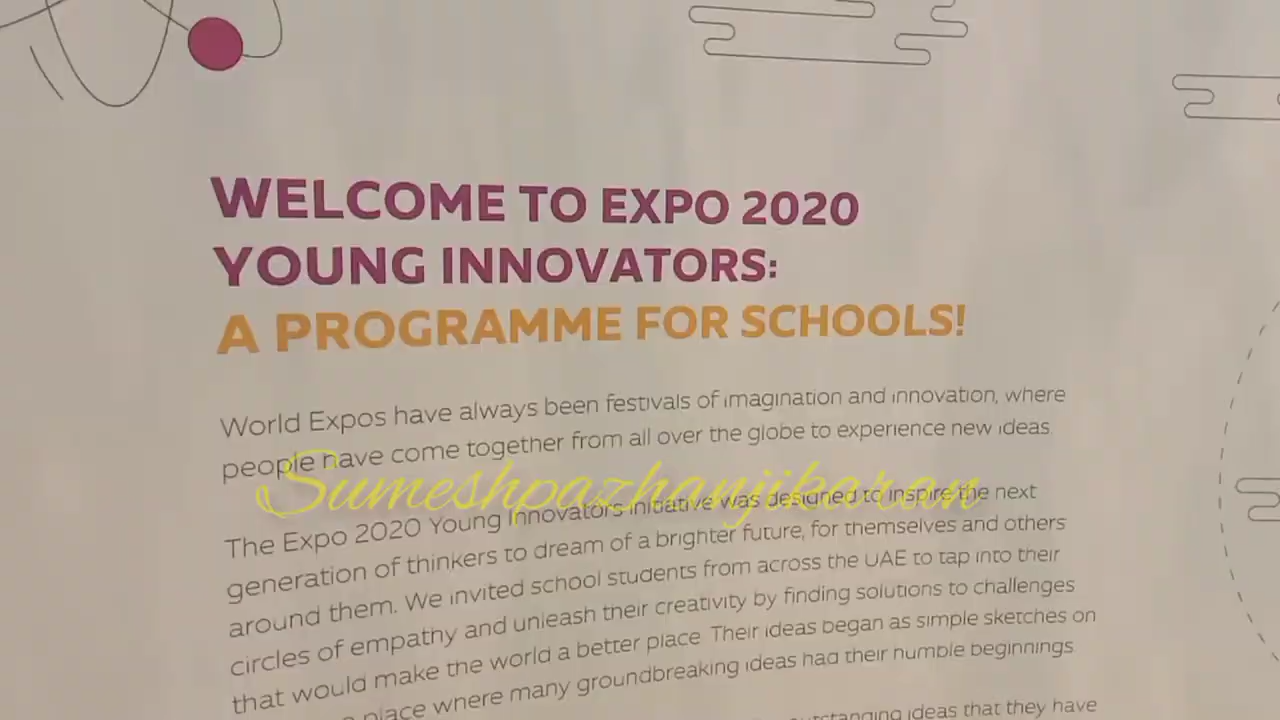 WELCOME TO EXPO 2020
YOUNG INNOVATORS:
A PROGRAMME FOR SCHOOLS!
World Expos have always been festivals of imagination and innovation, where
people have come together from all over the globe to experience new ideas.
Sumeshpazhanjikaran
The Expo 2020 Young Innovators initiative was designed to inspire the next
generation of thinkers to dream of a brighter future, for themselves and others
around them. We invited school students from across the UAE to tap into their
circles of empathy and unleash their creativity by finding solutions to challenges
that would make the world a better place. Their ideas began as simple sketches on
place where many groundbreaking ideas had their humble beginnings
ideas that they have